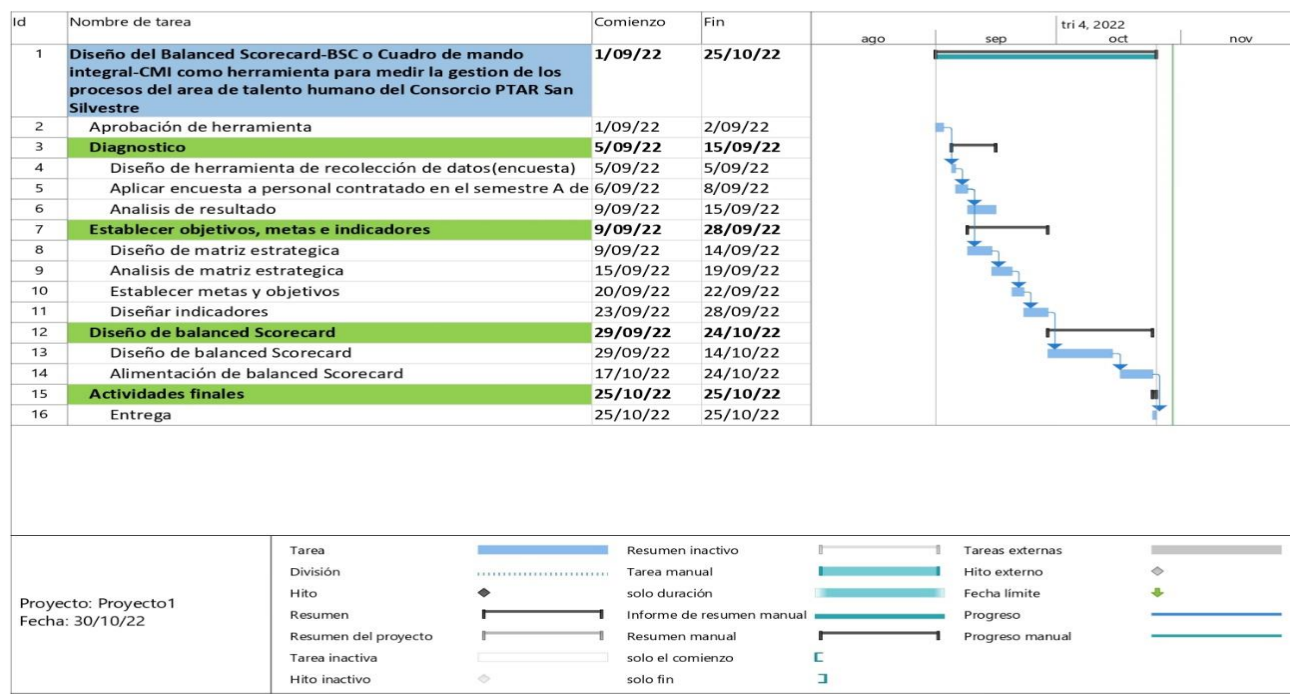 Id Nombre de tarea Comienzo Fin tri 4, 2022
ago sep oct nov
1 Diseño del Balanced Scorecard-BSC o Cuadro de mando 1/09/22 25/10/22
integral-CMI como herramienta para medir la gestion de los
procesos del area de talento humano del Consorcio PTAR San
Silvestre
2 Aprobación de herramienta 1/09/22 2/09/22
3 Diagnostico 5/09/22 15/09/22
4 Diseño de herramienta de recolección de datos(encuesta) 5/09/22 5/09/22
5 Aplicar encuesta a personal contratado en el semestre A de 6/09/22 8/09/22
6 Analisis de resultado 9/09/22 15/09/22
7 Establecer objetivos, metas e indicadores 9/09/22 28/09/22
8 Diseño de matriz estrategica 9/09/22 14/09/22
9 Analisis de matriz estrategica 15/09/22 19/09/22
10 Establecer metas y objetivos 20/09/22 22/09/22
11 Diseñar indicadores 23/09/22 28/09/22
12 Diseño de balanced Scorecard 29/09/22 24/10/22
13 Diseño de balanced Scorecard 29/09/22 14/10/22
14 Alimentación de balanced Scorecard 17/10/22 24/10/22
15 Actividades finales 25/10/22 25/10/22
16 Entrega 25/10/22 25/10/22
Proyecto: Proyecto1
Fecha: 30/10/22
Tarea Resumen inactivo Tareas externas
División Tarea manual Hito externo
Hito solo duración Fecha límite
Resumen Informe de resumen manual Progreso
Resumen del proyecto Resumen manual Progreso manual
Tarea inactiva solo el comienzo
Hito inactivo solo fin